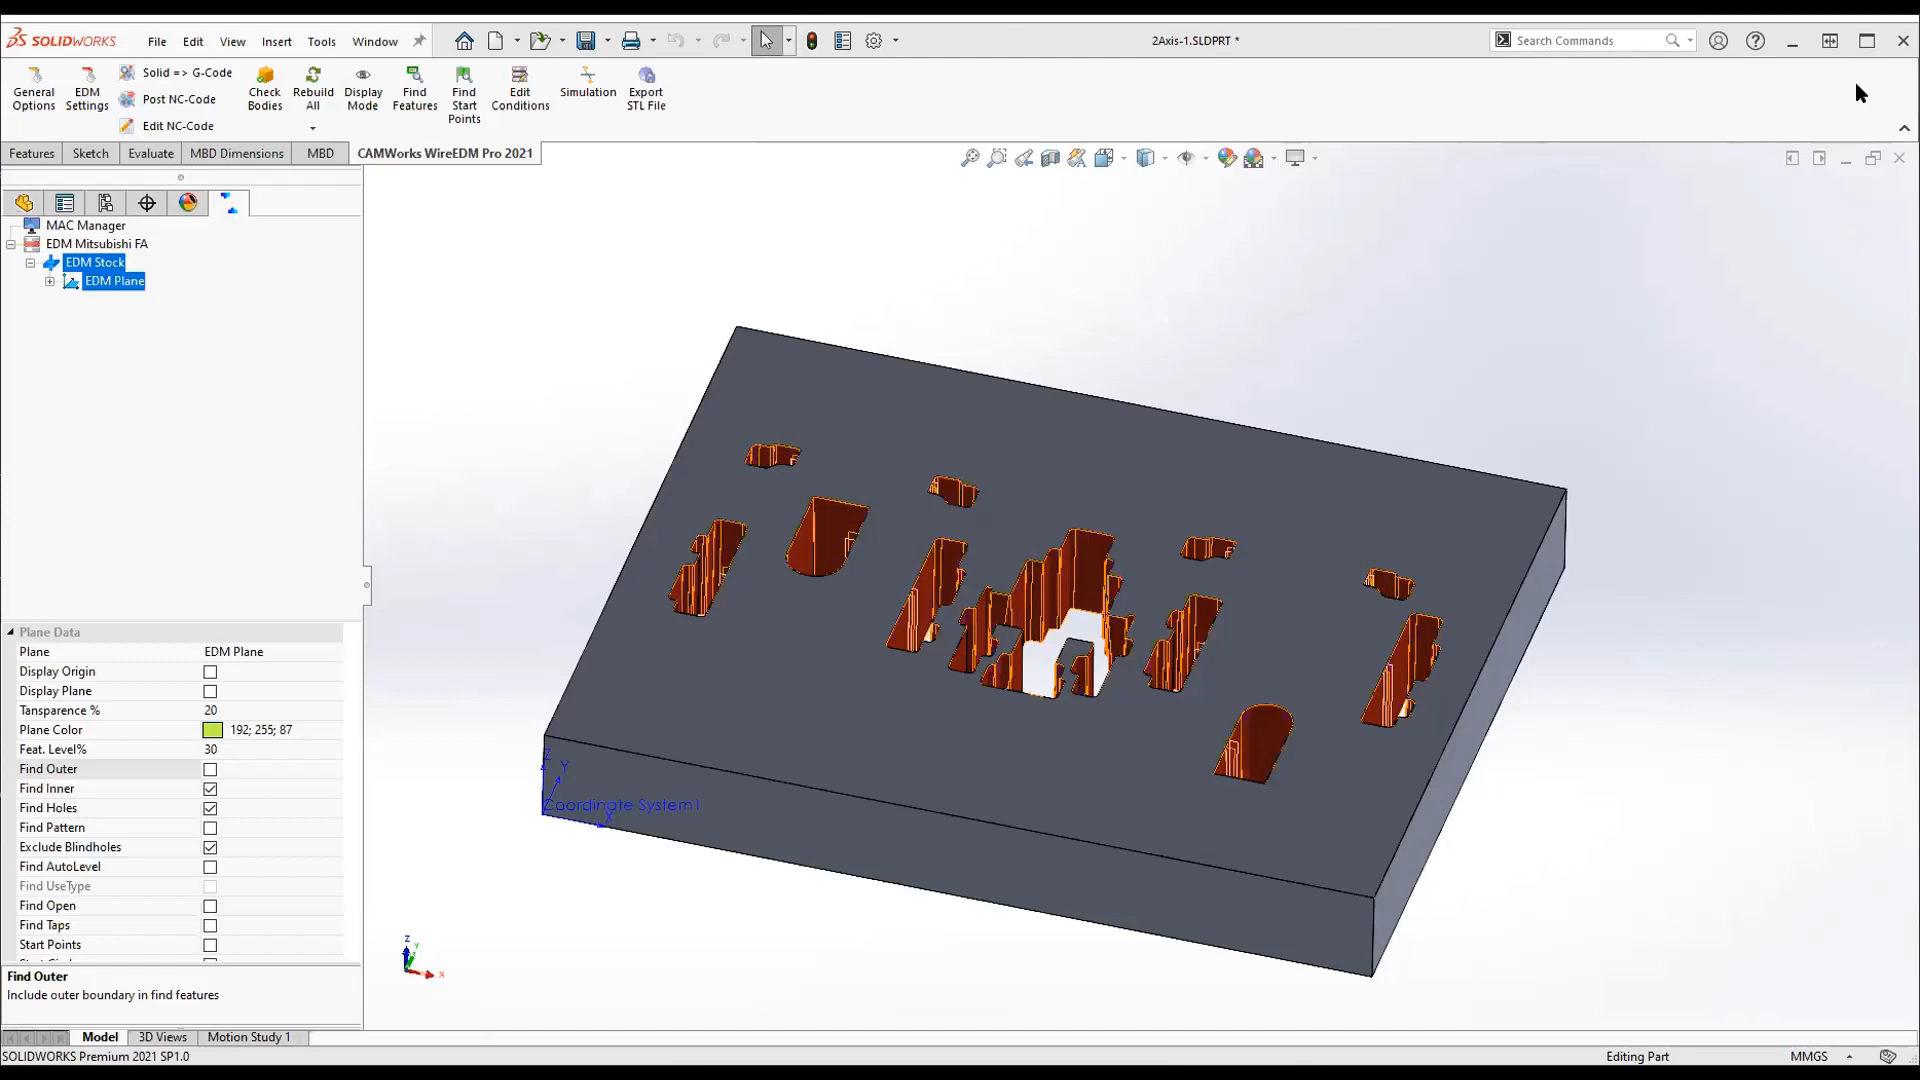 SOLIDWORKS File Edit View Insert Tools Window 2Axis-1.SLDPRT * Search Commands
General Options
EDM Settings
Solid => G-Code
Post NC-Code
Edit NC-Code
Check Bodies
Rebuild All
Display Mode
Find Features
Find Start Points
Edit Conditions
Simulation
Export STL File
Features Sketch Evaluate MBD Dimensions MBD CAMWorks WireEDM Pro 2021
MAC Manager
EDM Mitsubishi FA
EDM Stock
EDM Plane
Plane Data
Plane EDM Plane
Display Origin
Display Plane
Tansparence % 20
Plane Color 192; 255; 87
Feat. Level% 30
Find Outer
Find Inner
Find Holes
Find Pattern
Exclude Blindholes
Find AutoLevel
Find UseType
Find Open
Find Taps
Start Points
Find Outer
Include outer boundary in find features
Z
Y
Coordinate System1
X
Z
Y
X
Model 3D Views Motion Study 1
SOLIDWORKS Premium 2021 SP1.0 Editing Part MMGS